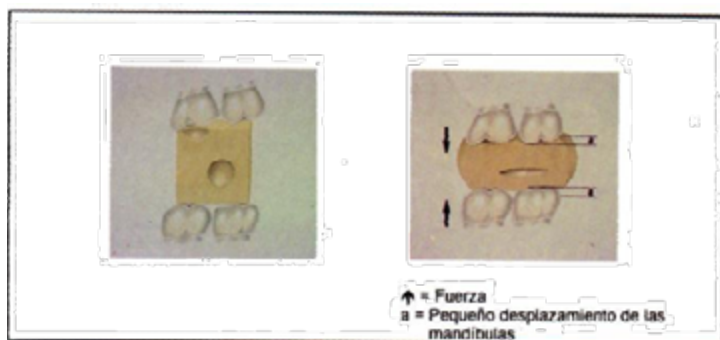 ↑ = Fuerza
a = Pequeño desplazamiento de las
mandíbulas